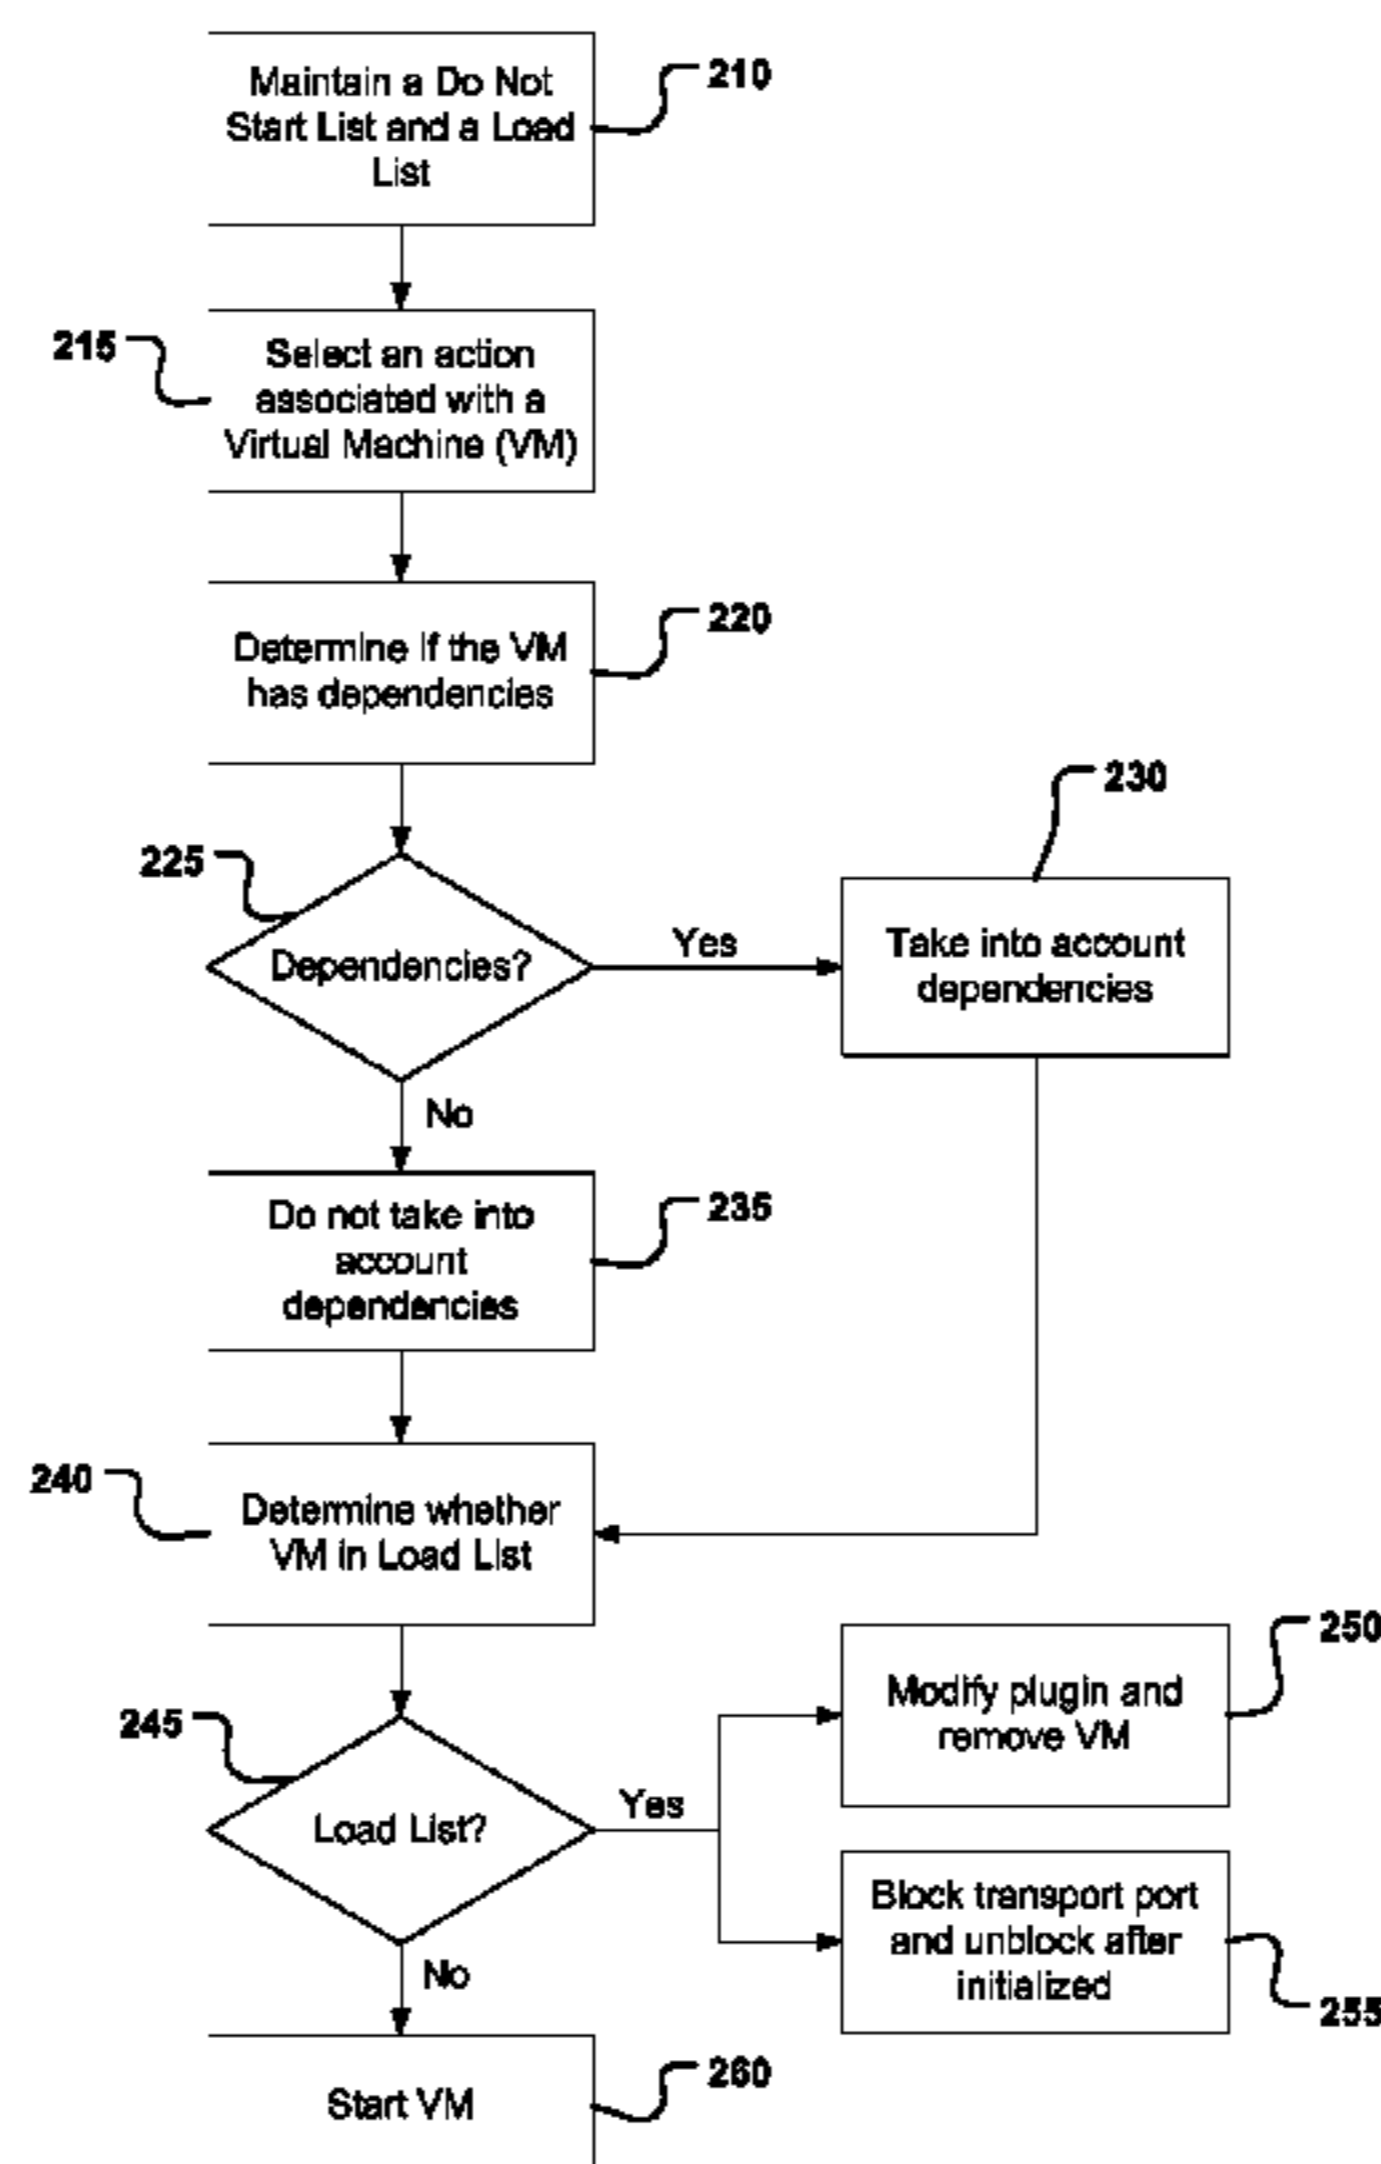 Maintain a Do Not
Start List and a Load
List
210
215
Select an action
associated with a
Virtual Machine (VM)
220
Determine if the VM
has dependencies
230
225
Dependencies?
Yes
Take into account
dependencies
No
Do not take into
account
dependencies
235
240
Determine whether
VM in Load List
250
Modify plugin and
remove VM
245
Load List?
Yes
Block transport port
and unblock after
initialized
255
No
Start VM
260